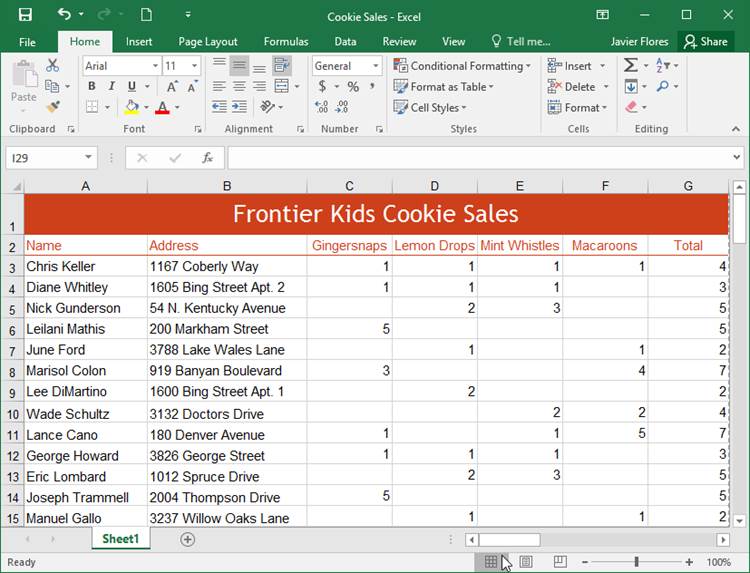 Cookie Sales - Excel
File Home Insert Page Layout Formulas Data Review View Tell me... Javier Flores Share
Paste
Clipboard
Arial 11
B I U A A
A
Font
Alignment
General
$ % ,
.0 .00
.00 .0
Number
Conditional Formatting
Format as Table
Cell Styles
Styles
Insert
Delete
Format
Cells
Σ A Z
Editing
I29 fx
A B C D E F G
1 Frontier Kids Cookie Sales
2 Name Address Gingersnaps Lemon Drops Mint Whistles Macaroons Total
3 Chris Keller 1167 Coberly Way 1 1 1 1 4
4 Diane Whitley 1605 Bing Street Apt. 2 1 1 1 3
5 Nick Gunderson 54 N. Kentucky Avenue 2 3 5
6 Leilani Mathis 200 Markham Street 5 5
7 June Ford 3788 Lake Wales Lane 1 1 2
8 Marisol Colon 919 Banyan Boulevard 3 4 7
9 Lee DiMartino 1600 Bing Street Apt. 1 2 2
10 Wade Schultz 3132 Doctors Drive 2 2 4
11 Lance Cano 180 Denver Avenue 1 1 5 7
12 George Howard 3826 George Street 1 1 1 3
13 Eric Lombard 1012 Spruce Drive 2 3 5
14 Joseph Trammell 2004 Thompson Drive 5 5
15 Manuel Gallo 3237 Willow Oaks Lane 1 1 2
Sheet1
Ready 100%